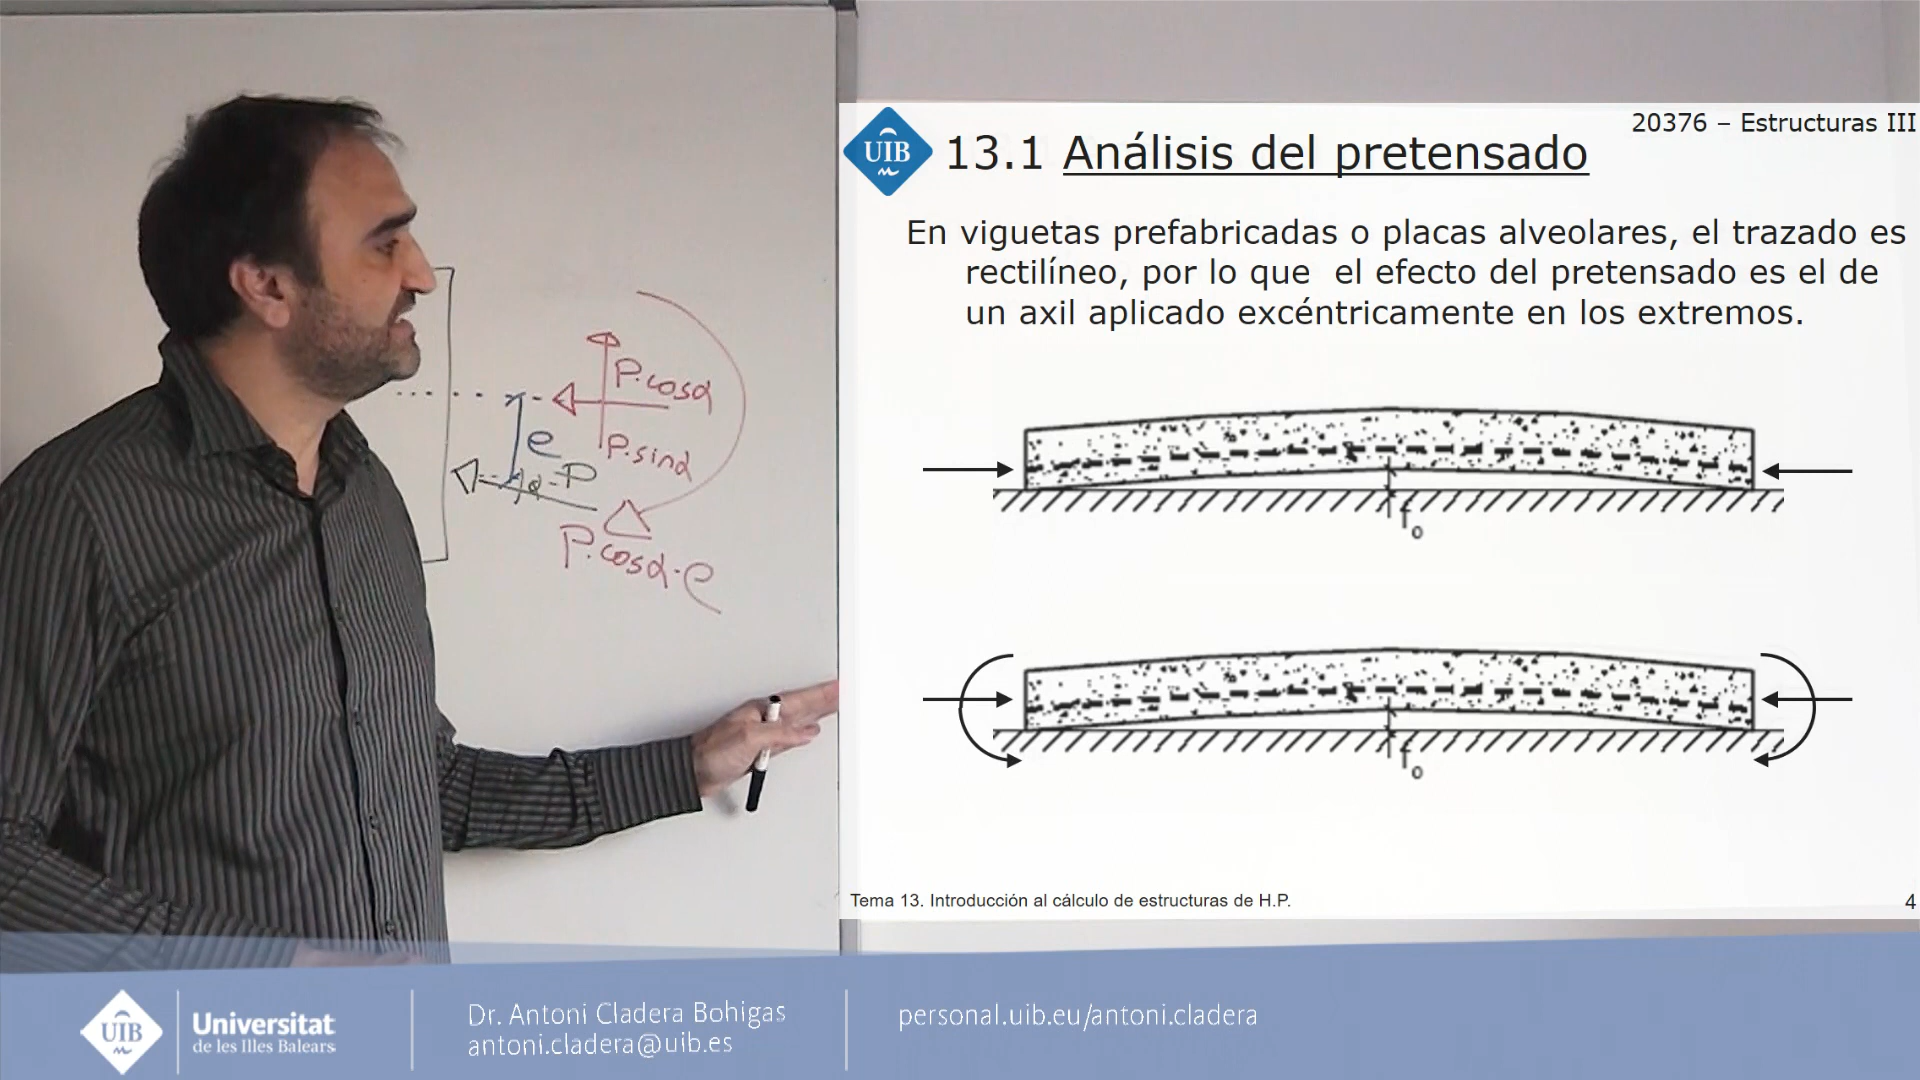 P.cosα
e
P.sinα
α
P
P.cosα.e
20376 – Estructuras III
UIB
13.1 Análisis del pretensado
En viguetas prefabricadas o placas alveolares, el trazado es
rectilíneo, por lo que el efecto del pretensado es el de
un axil aplicado excéntricamente en los extremos.
f₀
f₀
Tema 13. Introducción al cálculo de estructuras de H.P.
4
UIB
Universitat
de les Illes Balears
Dr. Antoni Cladera Bohigas
antoni.cladera@uib.es
personal.uib.eu/antoni.cladera